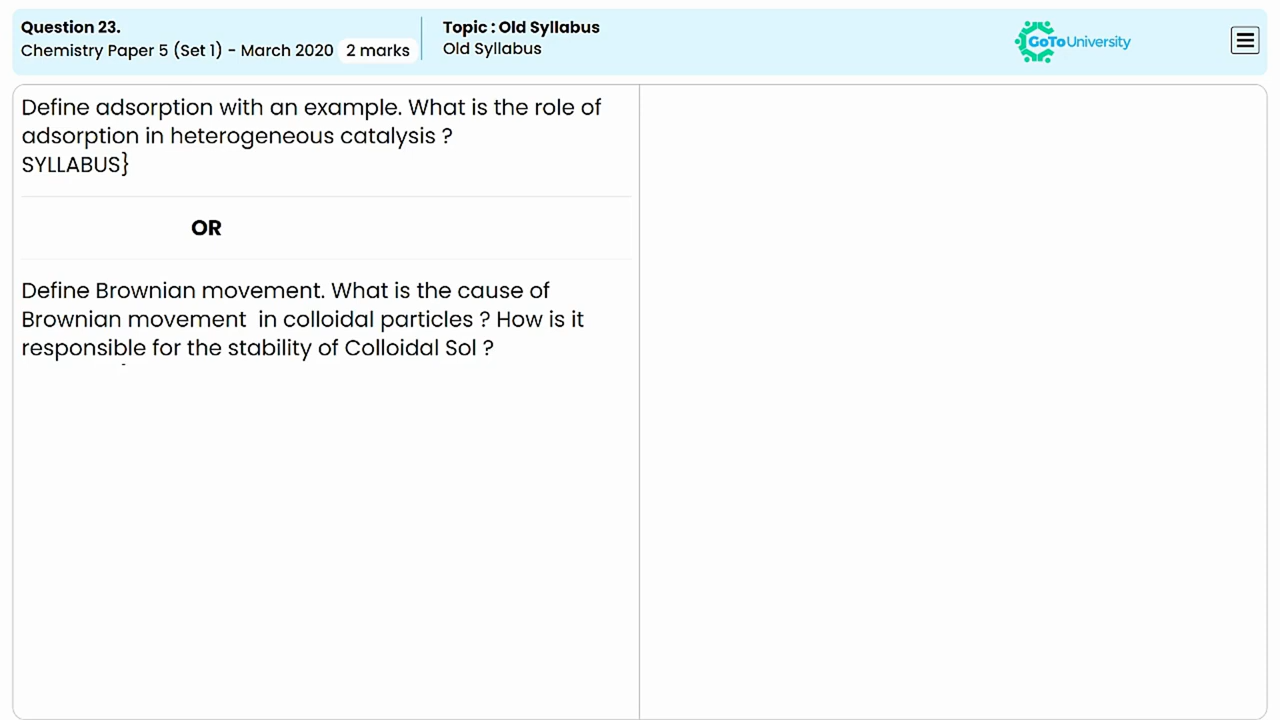 Question 23.
Chemistry Paper 5 (Set 1) - March 2020 2 marks
Topic : Old Syllabus
Old Syllabus
GoToUniversity
Define adsorption with an example. What is the role of
adsorption in heterogeneous catalysis ?
SYLLABUS}
OR
Define Brownian movement. What is the cause of
Brownian movement  in colloidal particles ? How is it
responsible for the stability of Colloidal Sol ?